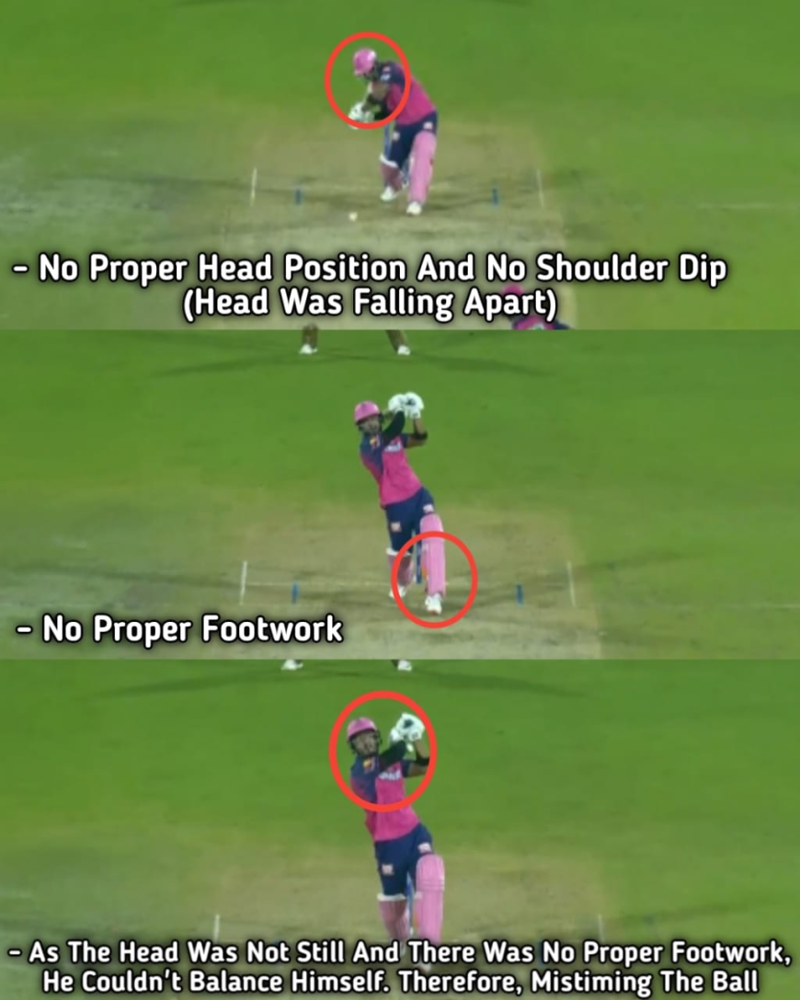 - No Proper Head Position And No Shoulder Dip
(Head Was Falling Apart)
- No Proper Footwork
- As The Head Was Not Still And There Was No Proper Footwork,
He Couldn't Balance Himself. Therefore, Mistiming The Ball